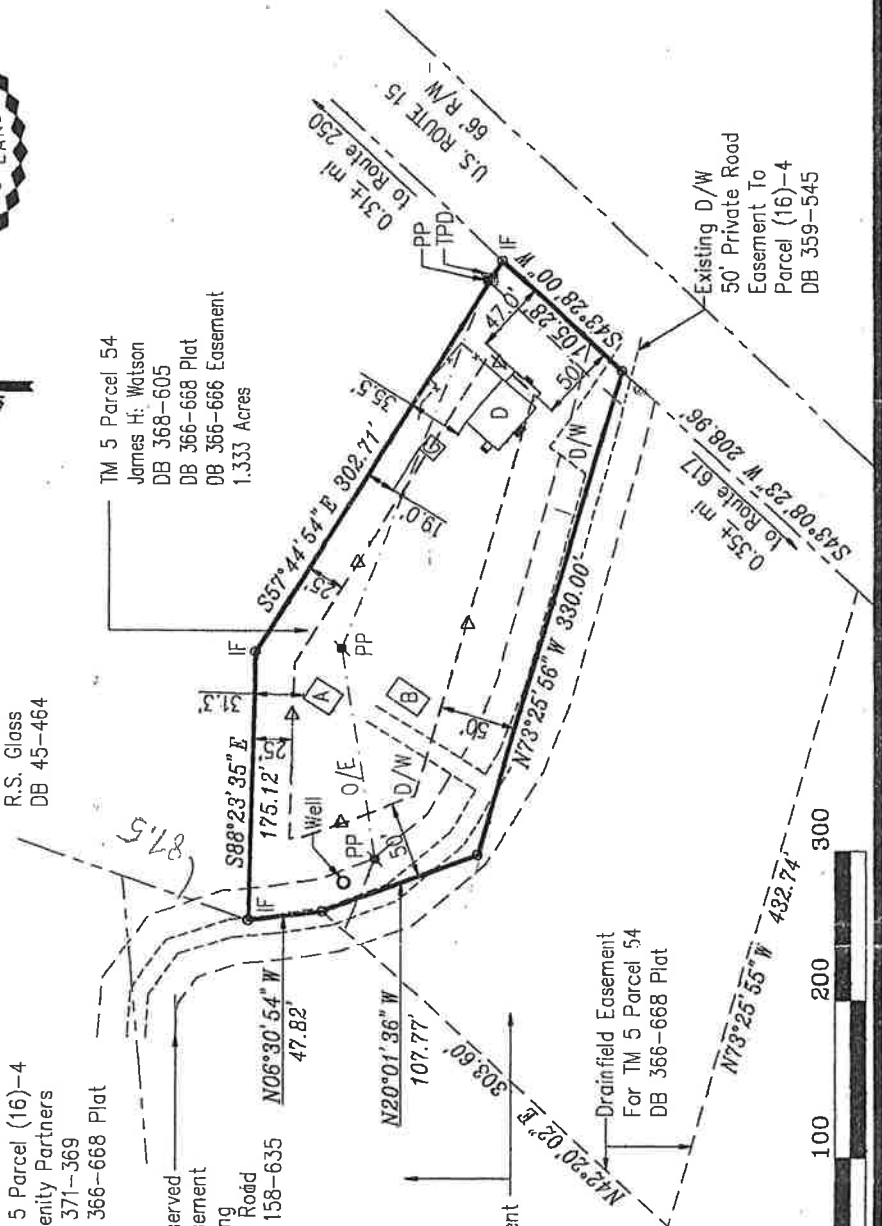 R.S. Glass
DB 45-464
TM 5 Parcel 54
James H. Watson
DB 368-605
DB 366-668 Plat
DB 366-666 Easement
1.333 Acres
0.31± mi
to Route 250
U.S. ROUTE 15
66' R/W
PP
TPD
IF
S57°44'54"E 302.71'
35.5'
19.0'
25'
47.0'
S43°28'00"W
105.28'
50'
D
G
D/W
IF
S88°23'35"E
175.12'
31.3'
25'
A
B
PP
O/E
D/W
Well
PP
50'
50'
87.5
IF
N73°25'56"W 330.00'
Existing D/W
50' Private Road
Easement To
Parcel (16)-4
DB 359-545
S43°08'23"W 208.96'
0.35± mi
to Route 617
5 Parcel (16)-4
enity Partners
371-369
366-668 Plat
served
sement
ng
Road
158-635
N06°30'54"W
47.82'
N20°01'36"W
107.77'
N42°20'02"E 303.60'
Drainfield Easement
For TM 5 Parcel 54
DB 366-668 Plat
N73°25'55"W 432.74'
ent
100
200
300